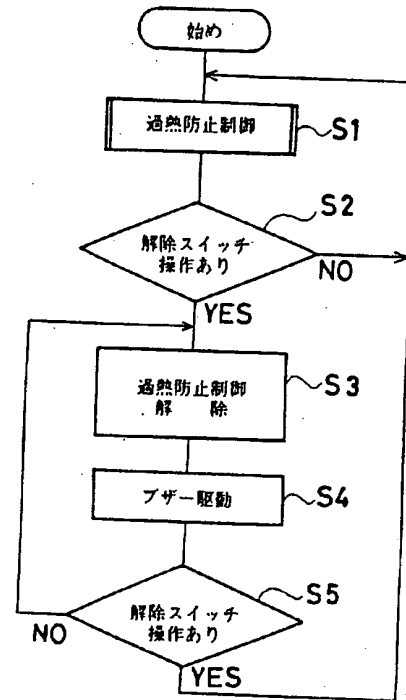 始め
過熱防止制御
S1
S2
解除スイッチ
操作あり
NO
YES
過熱防止制御
解　除
S3
ブザー駆動
S4
S5
解除スイッチ
操作あり
NO
YES